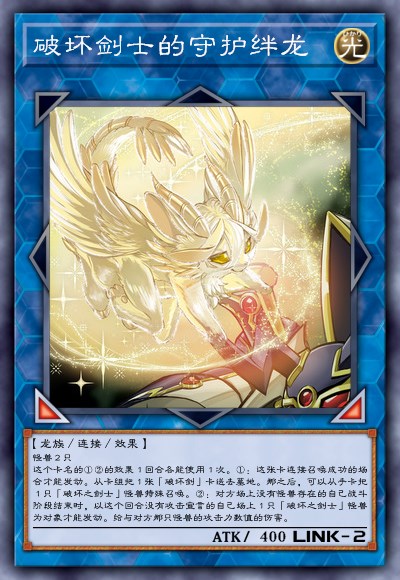 破坏剑士的守护绊龙
ひかり
光
【龙族/连接/效果】
怪兽2只
这个卡名的①②的效果1回合各能使用1次。①：这张卡连接召唤成功的场
合才能发动。从卡组把1张「破坏剑」卡送去墓地。那之后，可以从手卡把
1只「破坏之剑士」怪兽特殊召唤。②：对方场上没有怪兽存在的自己战斗
阶段结束时，以这个回合没有攻击宣言的自己场上1只「破坏之剑士」怪兽
为对象才能发动。给与对方那只怪兽的攻击力数值的伤害。
ATK/ 400 LINK-2